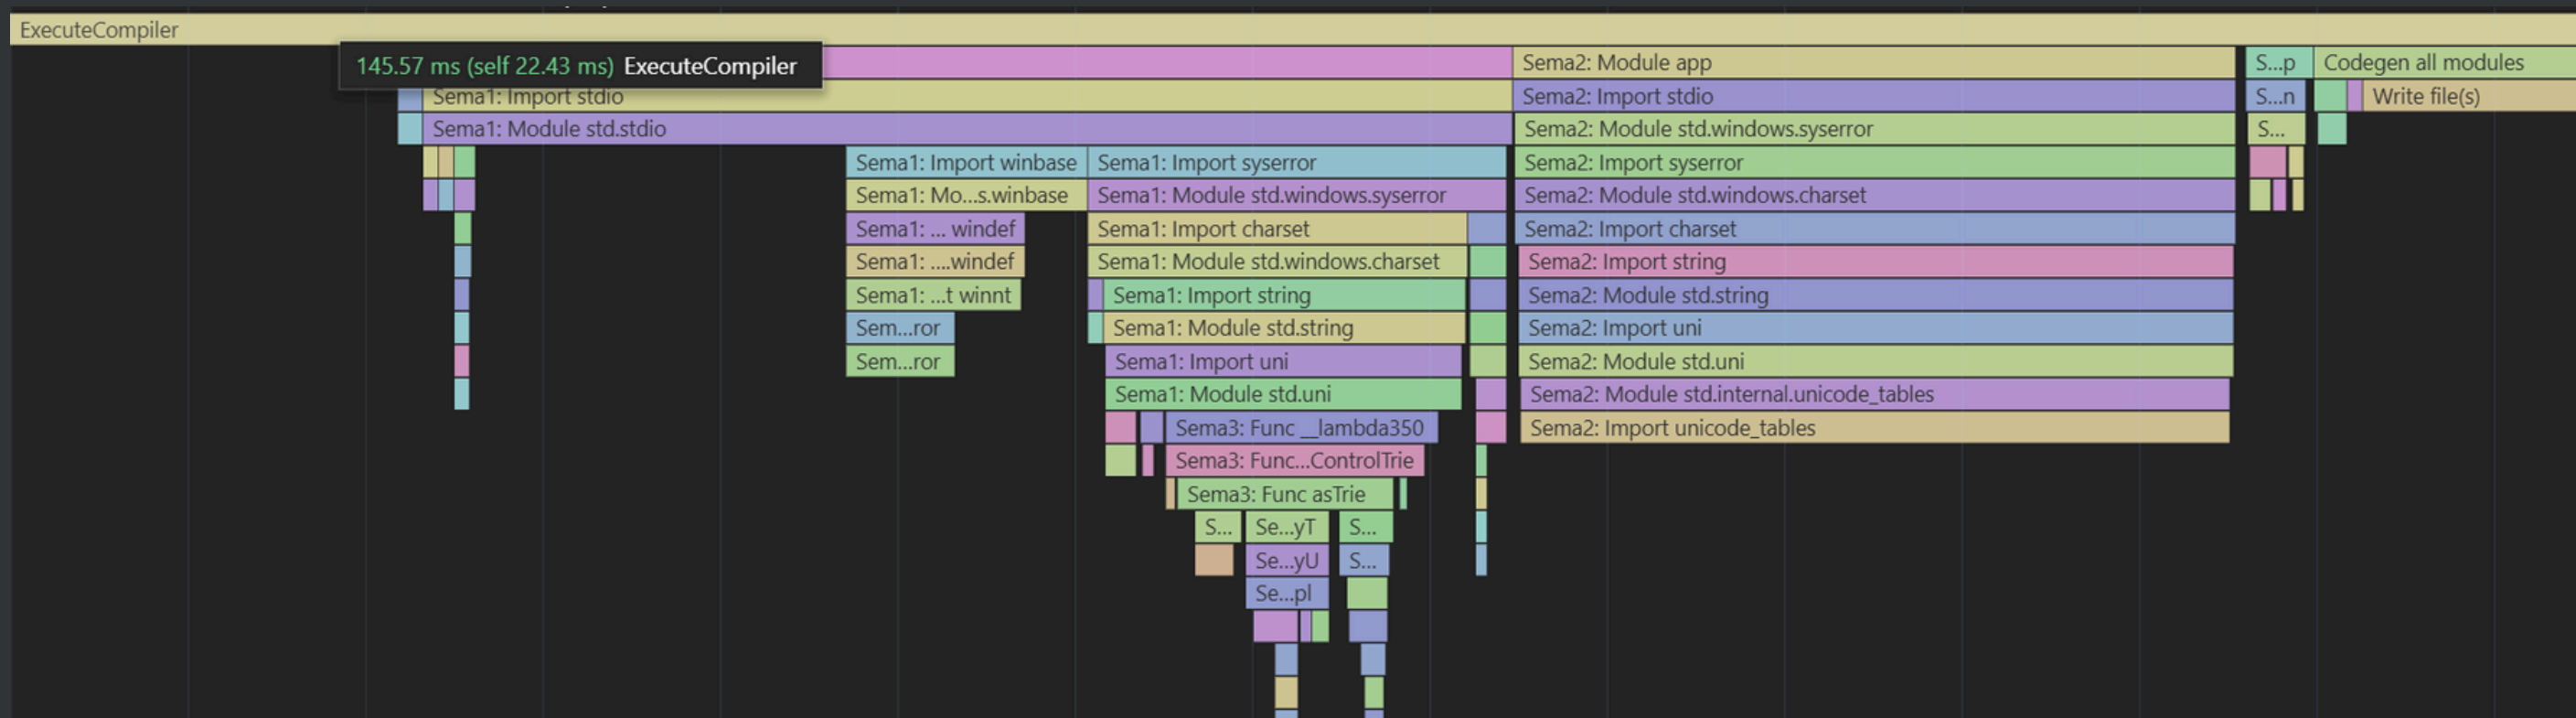 ExecuteCompiler
145.57 ms (self 22.43 ms) ExecuteCompiler
Sema2: Module app
S...p
Codegen all modules
Sema1: Import stdio
Sema2: Import stdio
S...n
Write file(s)
Sema1: Module std.stdio
Sema2: Module std.windows.syserror
S...
Sema1: Import winbase
Sema1: Import syserror
Sema2: Import syserror
Sema1: Mo...s.winbase
Sema1: Module std.windows.syserror
Sema2: Module std.windows.charset
Sema1: ... windef
Sema1: Import charset
Sema2: Import charset
Sema1: ....windef
Sema1: Module std.windows.charset
Sema2: Import string
Sema1: ...t winnt
Sema1: Import string
Sema2: Module std.string
Sem...ror
Sema1: Module std.string
Sema2: Import uni
Sem...ror
Sema1: Import uni
Sema2: Module std.uni
Sema1: Module std.uni
Sema2: Module std.internal.unicode_tables
Sema3: Func __lambda350
Sema2: Import unicode_tables
Sema3: Func...ControlTrie
Sema3: Func asTrie
S...
Se...yT
S...
Se...yU
S...
Se...pl